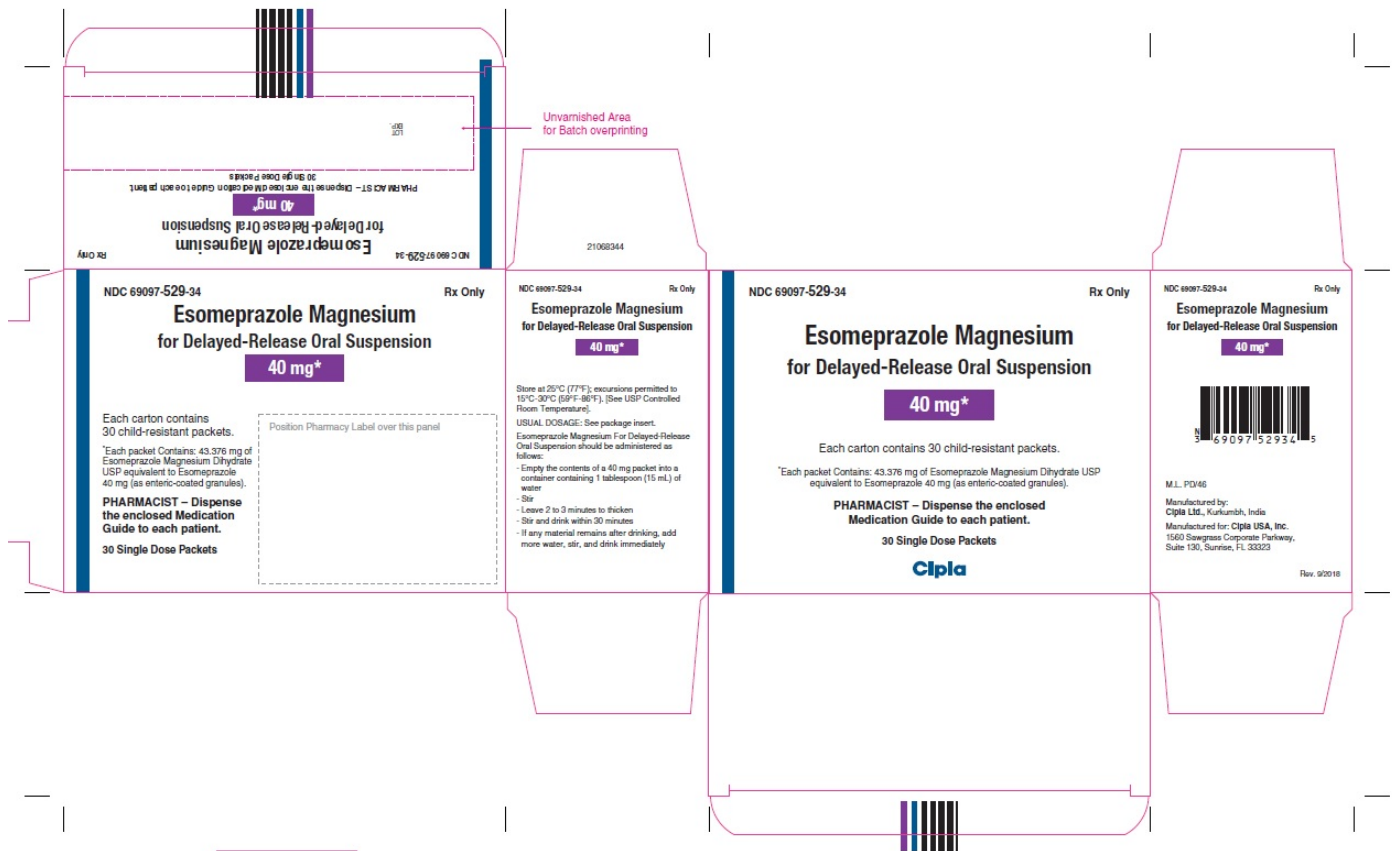 Unvarnished Area
for Batch overprinting
LOT
EXP.
30 Single Dose Packets
PHARMACIST – Dispense the enclosed Medication Guide to each patient.
40 mg*
for Delayed-Release Oral Suspension
Esomeprazole Magnesium
NDC 69097-529-34
Rx Only
21068344
NDC 69097-529-34
Rx Only
Esomeprazole Magnesium
for Delayed-Release Oral Suspension
40 mg*
Each carton contains
30 child-resistant packets.
*Each packet Contains: 43.376 mg of
Esomeprazole Magnesium Dihydrate
USP equivalent to Esomeprazole
40 mg (as enteric-coated granules).
PHARMACIST – Dispense
the enclosed Medication
Guide to each patient.
30 Single Dose Packets
Position Pharmacy Label over this panel
NDC 69097-529-34
Rx Only
Esomeprazole Magnesium
for Delayed-Release Oral Suspension
40 mg*
Store at 25°C (77°F); excursions permitted to
15°C-30°C (59°F-86°F). [See USP Controlled
Room Temperature].
USUAL DOSAGE: See package insert.
Esomeprazole Magnesium For Delayed-Release
Oral Suspension should be administered as
follows:
- Empty the contents of a 40 mg packet into a
container containing 1 tablespoon (15 mL) of
water
- Stir
- Leave 2 to 3 minutes to thicken
- Stir and drink within 30 minutes
- If any material remains after drinking, add
more water, stir, and drink immediately
NDC 69097-529-34
Rx Only
Esomeprazole Magnesium
for Delayed-Release Oral Suspension
40 mg*
Each carton contains 30 child-resistant packets.
*Each packet Contains: 43.376 mg of Esomeprazole Magnesium Dihydrate USP
equivalent to Esomeprazole 40 mg (as enteric-coated granules).
PHARMACIST – Dispense the enclosed
Medication Guide to each patient.
30 Single Dose Packets
Cipla
NDC 69097-529-34
Rx Only
Esomeprazole Magnesium
for Delayed-Release Oral Suspension
40 mg*
N
3 69097 52934 5
M.L. PD/46
Manufactured by:
Cipla Ltd., Kurkumbh, India
Manufactured for: Cipla USA, Inc.
1560 Sawgrass Corporate Parkway,
Suite 130, Sunrise, FL 33323
Rev. 9/2018